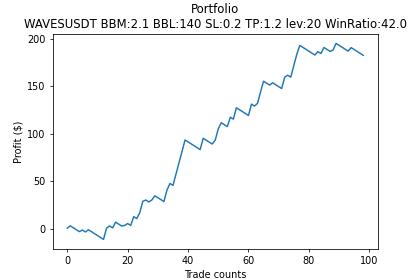 Portfolio
WAVESUSDT BBM:2.1 BBL:140 SL:0.2 TP:1.2 lev:20 WinRatio:42.0
200
150
100
50
0
Profit ($)
0 20 40 60 80 100
Trade counts